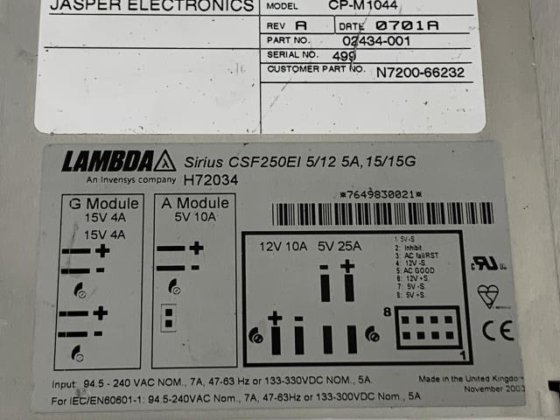 JASPER ELECTRONICS
MODEL CP-M1044
REV A DATE 0701A
PART NO. 02434-001
SERIAL NO. 499
CUSTOMER PART NO. N7200-66232
LAMBDA Sirius CSF250EI 5/12 5A,15/15G
An Invensys company H72034
*7649830021*
G Module
15V 4A
15V 4A
A Module
5V 10A
12V 10A 5V 25A
1: 5V -S
2: Inhibit
3: AC fail/RST
4: 12V -S
5: AC GOOD
6: 12V +S
7: 5V -S
8: 5V +S
8
1
Input: 94.5 - 240 VAC NOM., 7A, 47-63 Hz or 133-330VDC NOM., 5A.
For IEC/EN60601-1: 94.5-240VAC NOM., 7A, 47-63Hz or 133-300VDC NOM., 5A.
Made in the United Kingdom
November 2003